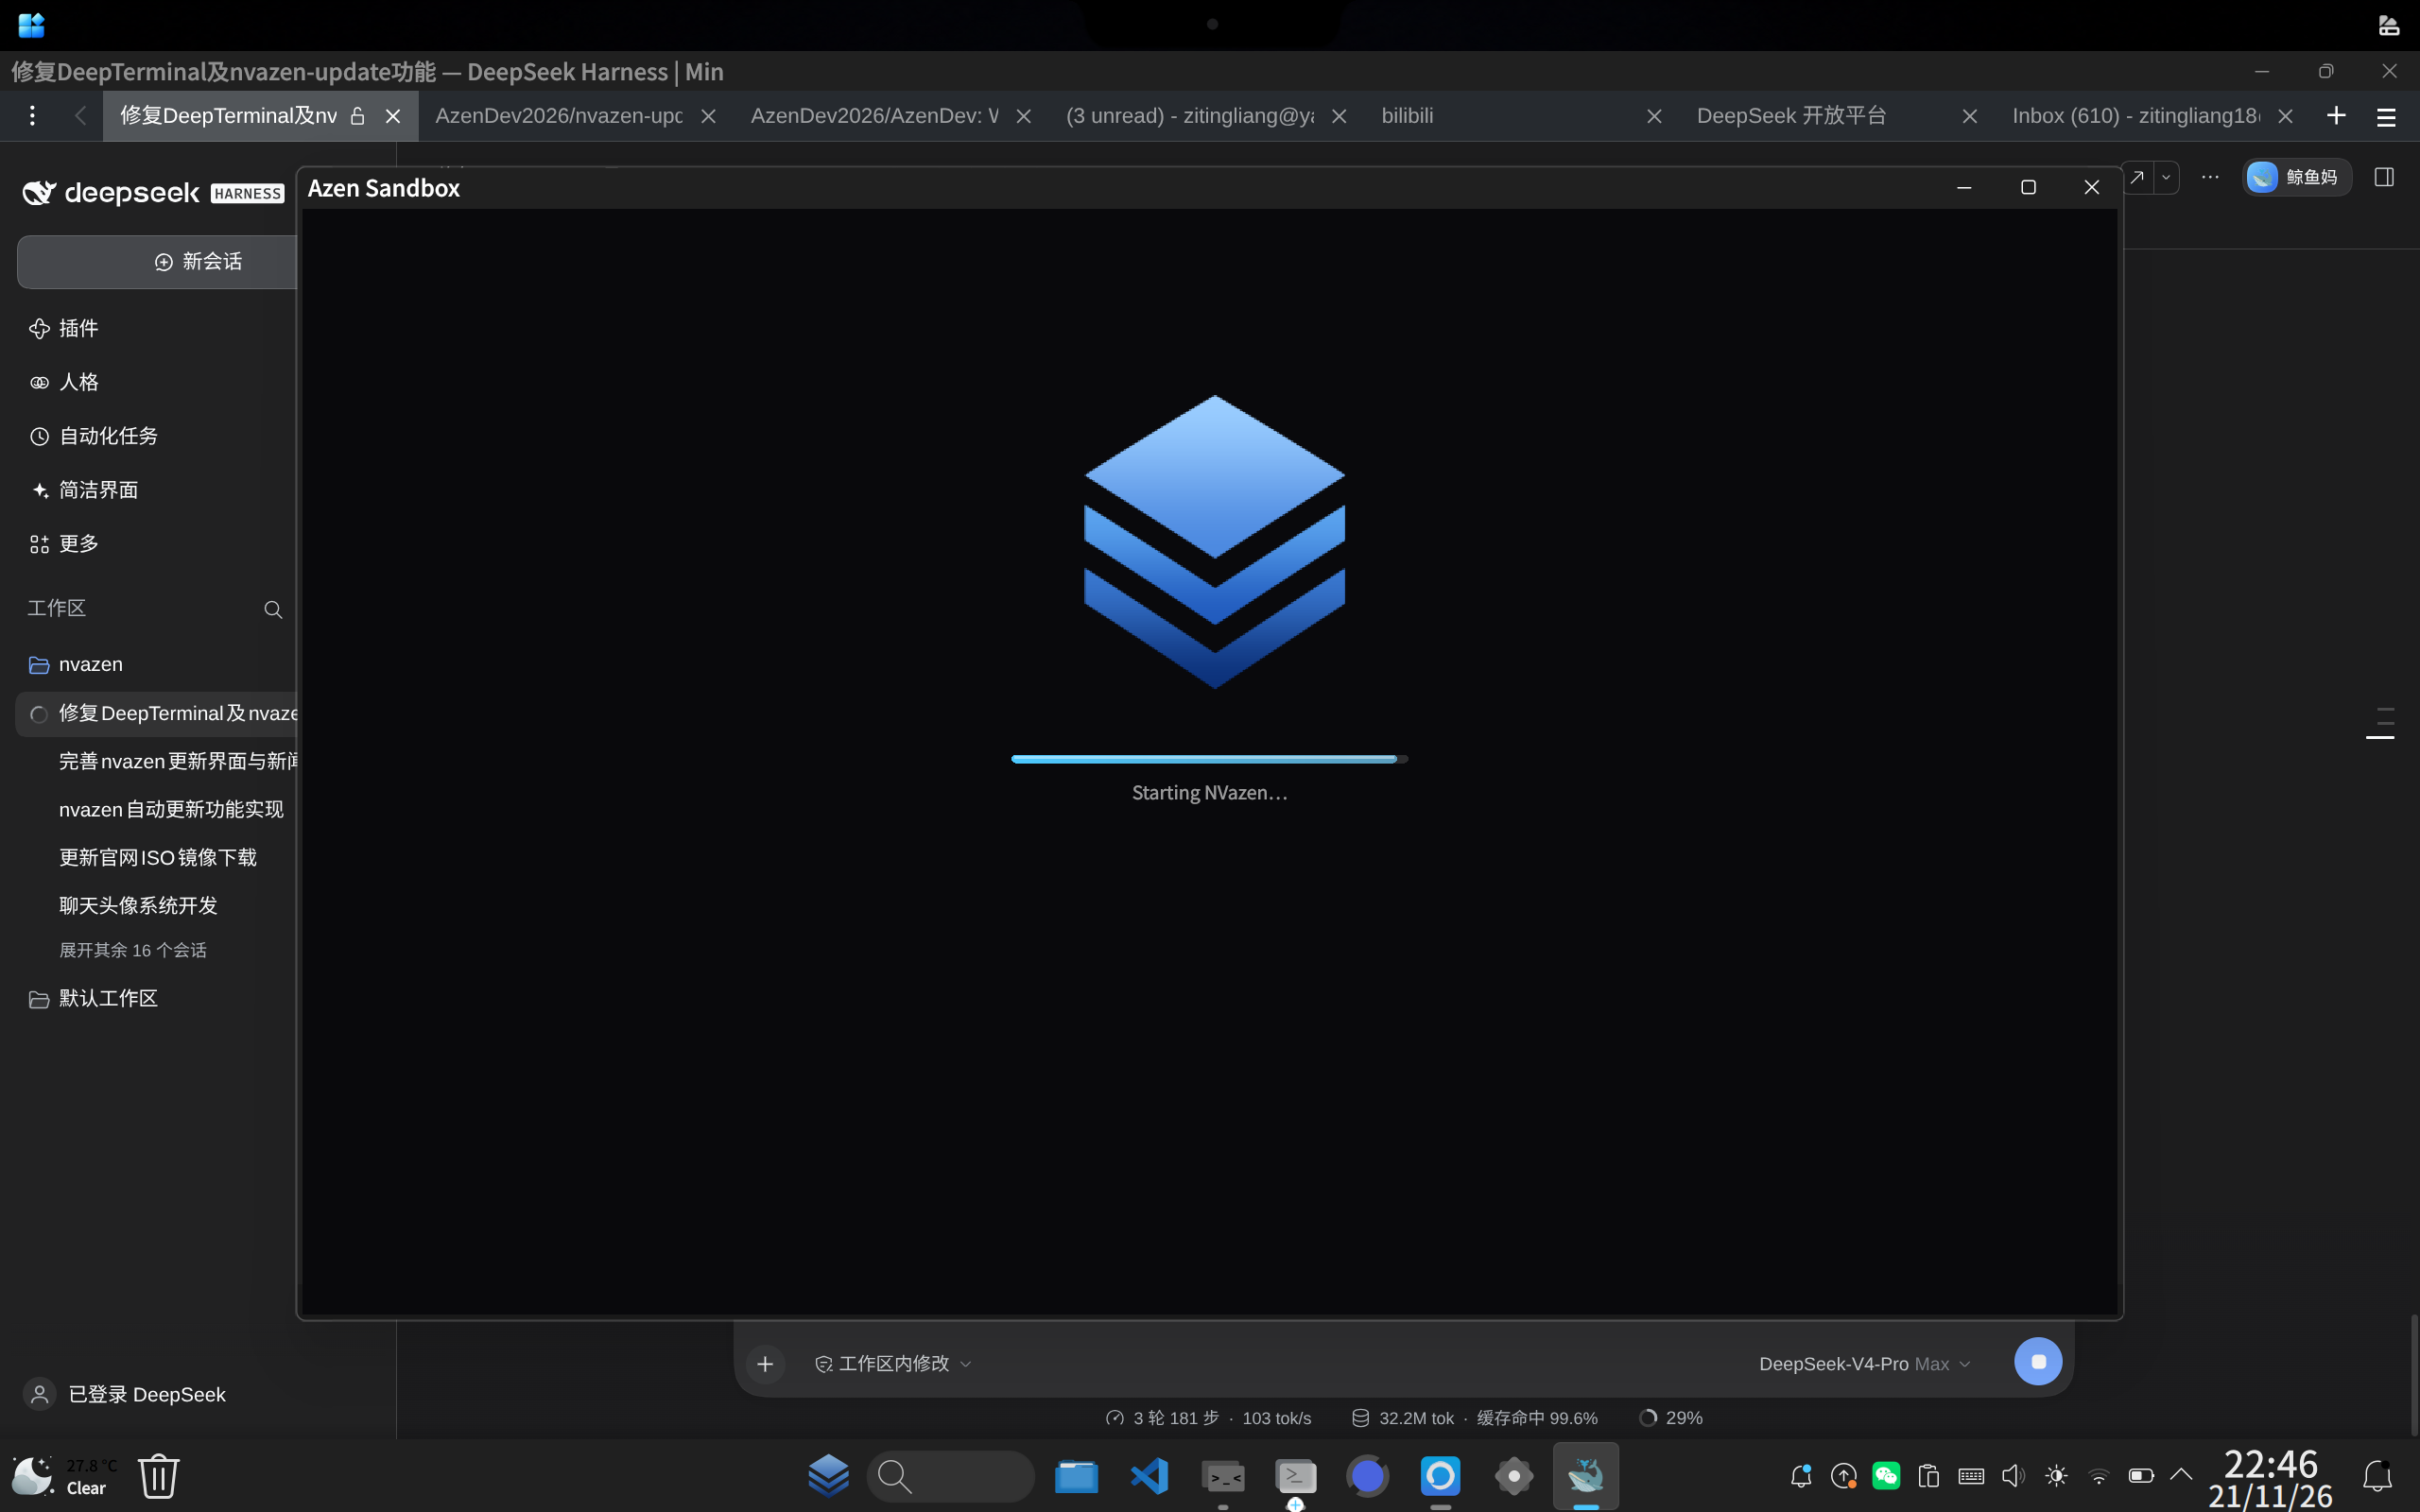 修复DeepTerminal及nvazen-update功能 — DeepSeek Harness | Min
修复DeepTerminal及nv
AzenDev2026/nvazen-upd
AzenDev2026/AzenDev: W
(3 unread) - zitingliang@ya
bilibili
DeepSeek 开放平台
Inbox (610) - zitingliang18
deepseek HARNESS
Azen Sandbox
鲸鱼妈
新会话
插件
人格
自动化任务
简洁界面
更多
工作区
nvazen
修复DeepTerminal及nvaze
完善nvazen更新界面与新闻
nvazen自动更新功能实现
更新官网ISO镜像下载
聊天头像系统开发
展开其余 16 个会话
默认工作区
Starting NVazen...
工作区内修改
DeepSeek-V4-Pro Max
已登录 DeepSeek
3 轮 181 步 · 103 tok/s
32.2M tok · 缓存命中 99.6%
29%
27.8 °C
Clear
22:46
21/11/26